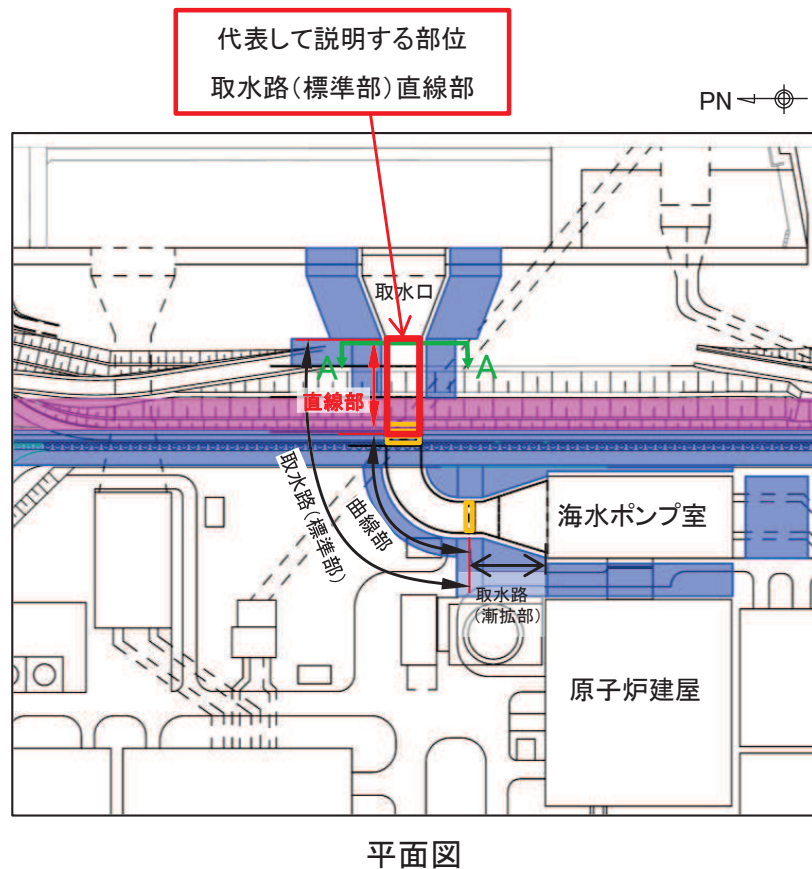 代表して説明する部位
取水路(標準部)直線部
PN
取水口
A
A
直線部
取水路(標準部)
曲線部
海水ポンプ室
取水路
(漸拡部)
原子炉建屋
平面図